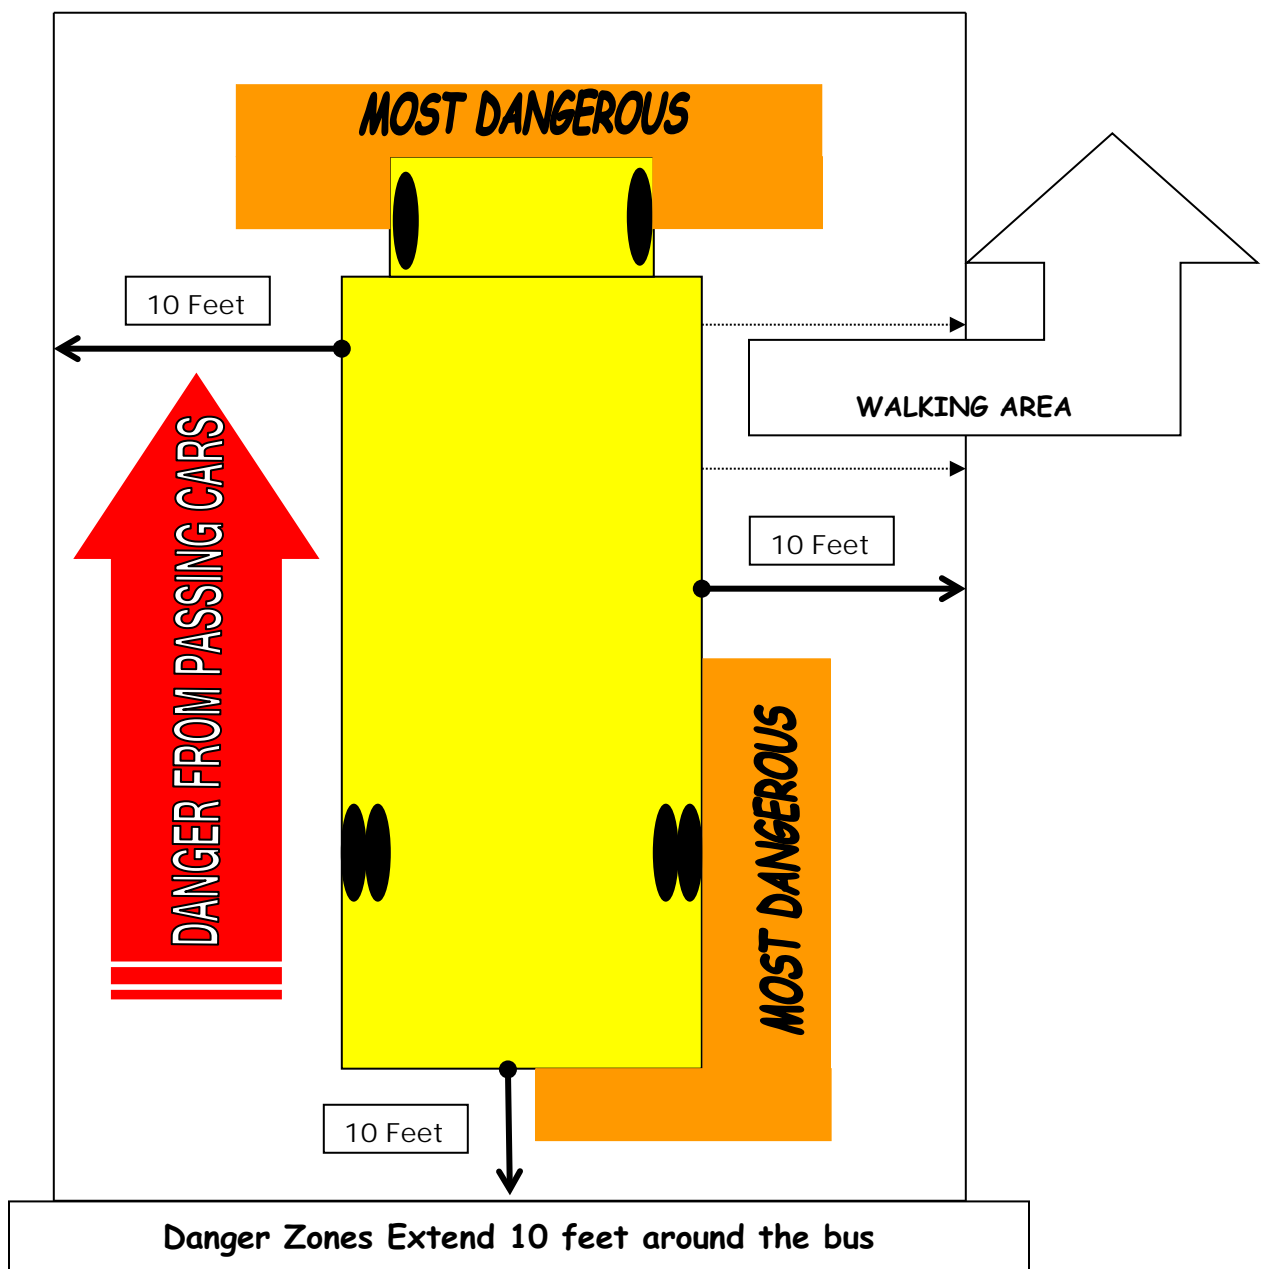 MOST DANGEROUS
10 Feet
DANGER FROM PASSING CARS
WALKING AREA
10 Feet
MOST DANGEROUS
10 Feet
Danger Zones Extend 10 feet around the bus